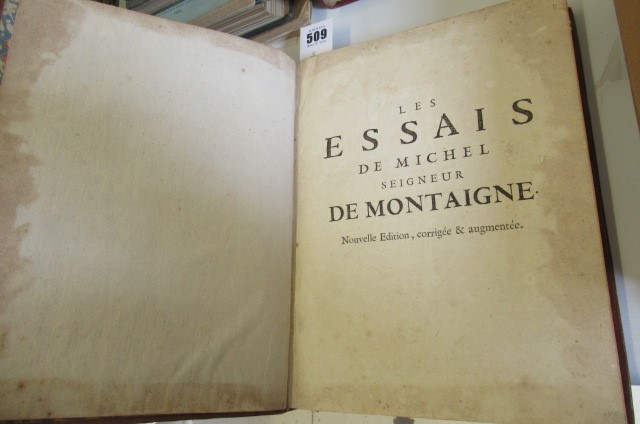 509
LES
ESSAIS
DE MICHEL
SEIGNEUR
DE MONTAIGNE.
Nouvelle Edition, corrigée & augmentée.